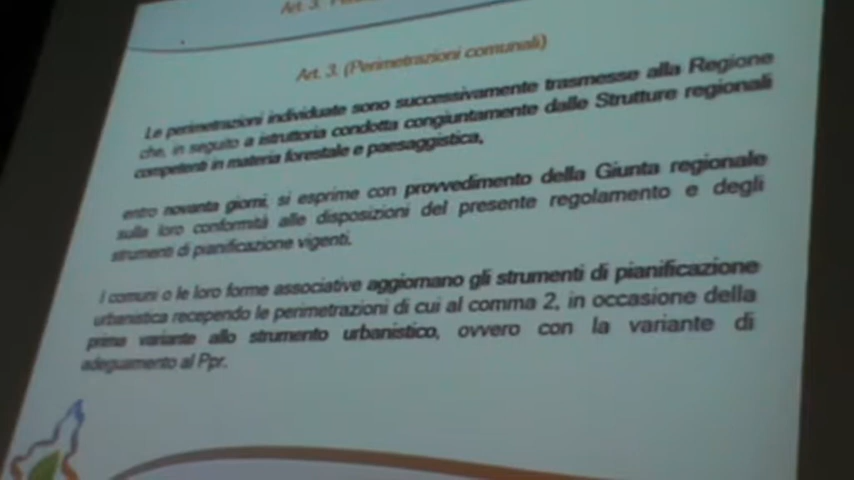 Art. 3.
Art. 3. (Perimetrazioni comunali)
Le perimetrazioni individuate sono successivamente trasmesse alla Regione
che, in seguito a istruttoria condotta congiuntamente dalle Strutture regionali
competenti in materia forestale e paesaggistica,
entro novanta giorni, si esprime con provvedimento della Giunta regionale
sulla loro conformità alle disposizioni del presente regolamento e degli
strumenti di pianificazione vigenti.
I comuni o le loro forme associative aggiornano gli strumenti di pianificazione
urbanistica recependo le perimetrazioni di cui al comma 2, in occasione della
prima variante allo strumento urbanistico, ovvero con la variante di
adeguamento al Ppr.